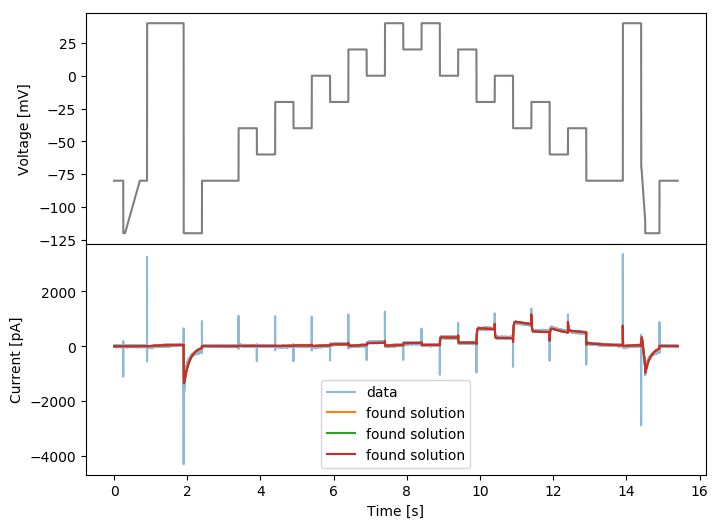 25
0
−25
−50
−75
−100
−125
Voltage [mV]
2000
0
−2000
−4000
Current [pA]
data
found solution
found solution
found solution
0 2 4 6 8 10 12 14 16
Time [s]